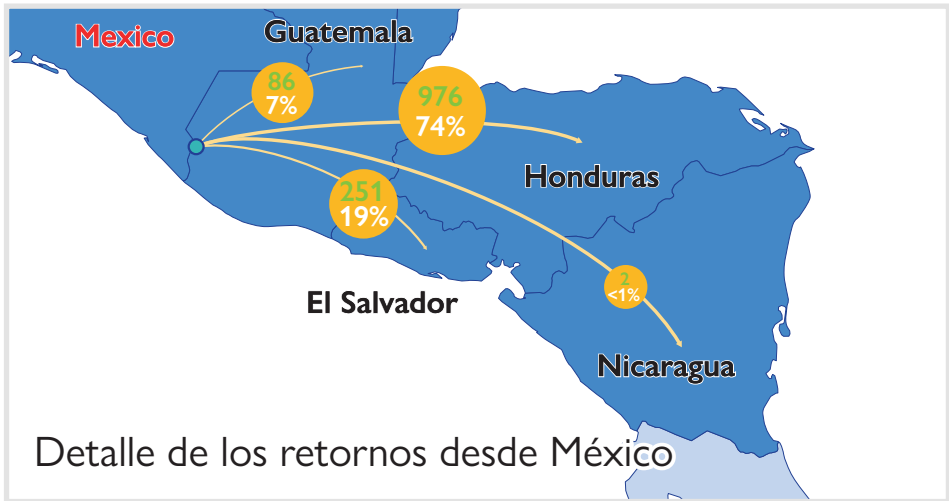 Mexico
Guatemala
86
7%
976
74%
Honduras
251
19%
El Salvador
2
<1%
Nicaragua
Detalle de los retornos desde México